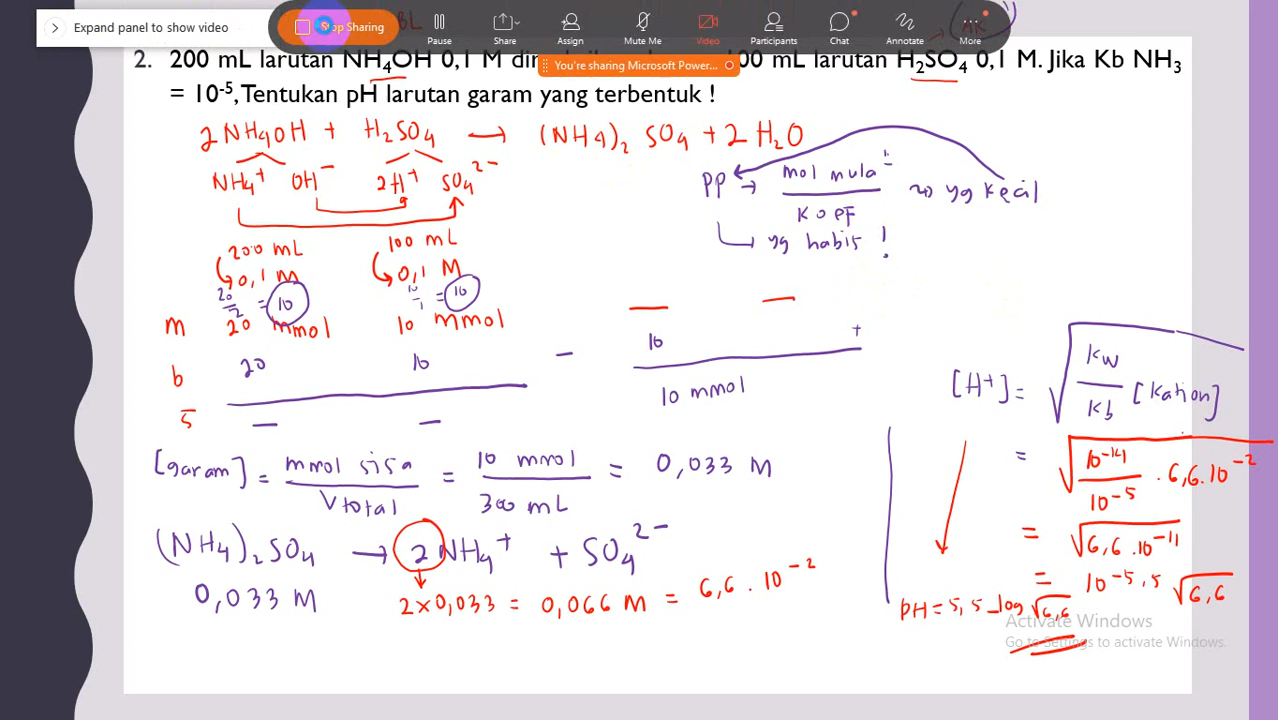 Expand panel to show video
Stop Sharing
Pause
Share
Assign
Mute Me
Video
Participants
Chat
Annotate
More
You're sharing Microsoft Power...
2. 200 mL larutan NH₄OH 0,1 M 100 mL larutan H₂SO₄ 0,1 M. Jika Kb NH₃
= 10⁻⁵, Tentukan pH larutan garam yang terbentuk !
2NH4OH + H₂SO₄ → (NH4)₂ SO₄ + 2 H₂O
NH₄⁺ OH⁻ 2H⁺ SO₄²⁻
PP → mol mula²
K O PF
yg kecil
yg habis !
200 mL 100 mL
0,1 M 0,1 M
20/2 = 10 10/1 = 10
m 20 mmol 10 mmol — —
b 20 10 — 10 +
s — — 10 mmol
[garam] = mmol sisa / V total = 10 mmol / 300 mL = 0,033 M
(NH4)₂SO₄ → 2NH₄⁺ + SO₄²⁻
0,033 M 2×0,033 = 0,066 M = 6,6 . 10⁻²
[H⁺] = √ Kw / Kb [kation]
= √ 10⁻¹⁴ / 10⁻⁵ . 6,6.10⁻²
= √6,6 . 10⁻¹¹
= 10⁻⁵,⁵ √6,6
pH = 5,5 - log √6,6
Activate Windows
Go to Settings to activate Windows.